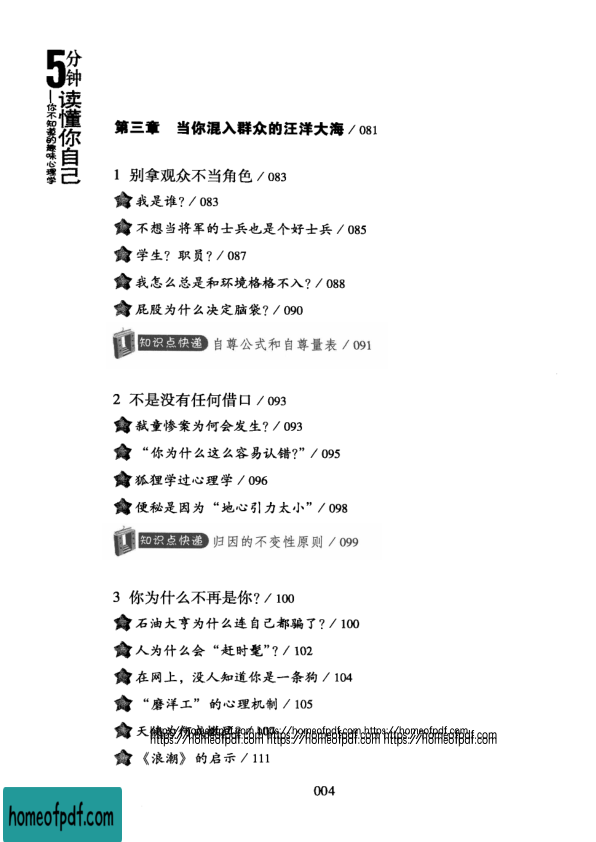 5分钟读懂你自己
——你不知道的趣味心理学
第三章 当你混入群众的汪洋大海 / 081
1 别拿观众不当角色 / 083
我是谁? / 083
不想当将军的士兵也是个好士兵 / 085
学生? 职员? / 087
我怎么总是和环境格格不入? / 088
屁股为什么决定脑袋? / 090
知识点快递 自尊公式和自尊量表 / 091
2 不是没有任何借口 / 093
弑童惨案为何会发生? / 093
“你为什么这么容易认错?” / 095
狐狸学过心理学 / 096
便秘是因为“地心引力太小” / 098
知识点快递 归因的不变性原则 / 099
3 你为什么不再是你? / 100
石油大亨为什么连自己都骗了? / 100
人为什么会“赶时髦”? / 102
在网上，没人知道你是一条狗 / 104
“磨洋工”的心理机制 / 105
天使为何
https://homeofpdf.com https://homeofpdf.com https://homeofpdf.com
https://homeofpdf.com https://homeofpdf.com https://homeofpdf.com
《浪潮》的启示 / 111
004
homeofpdf.com